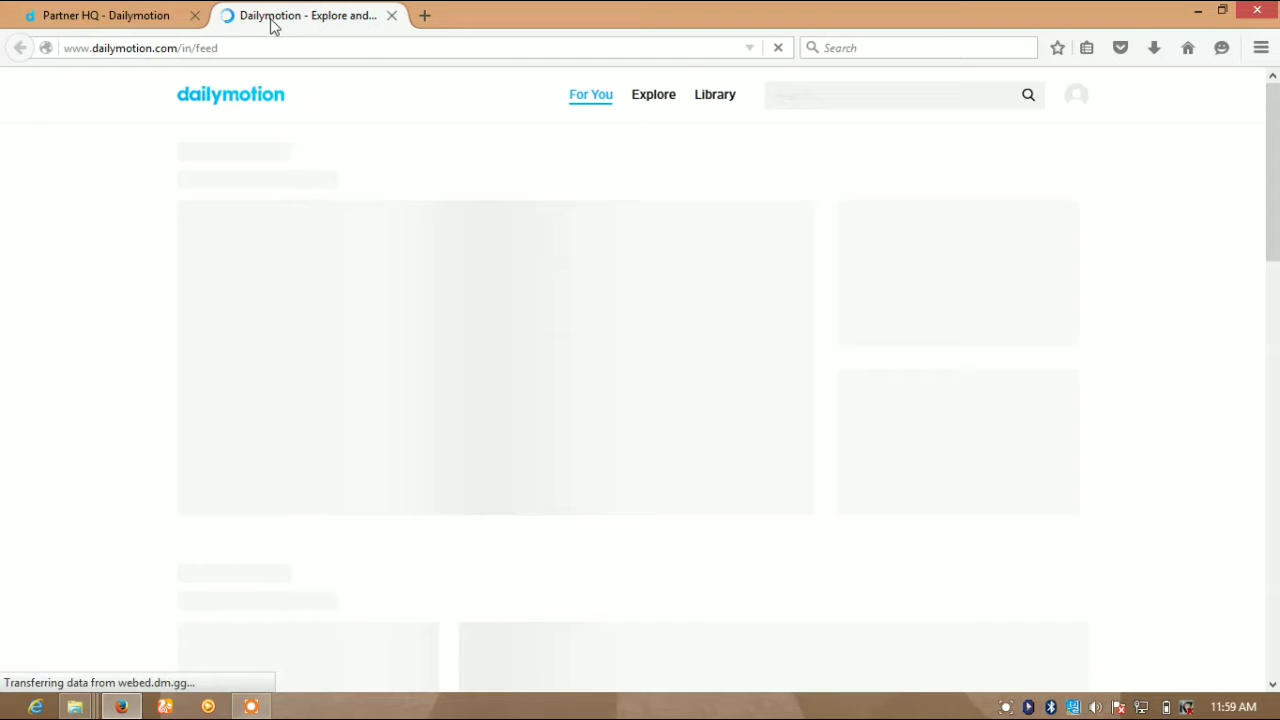 Partner HQ - Dailymotion
Dailymotion - Explore and...
www.dailymotion.com/in/feed
Search
dailymotion
For You
Explore
Library
Transferring data from webed.dm.gg...
11:59 AM